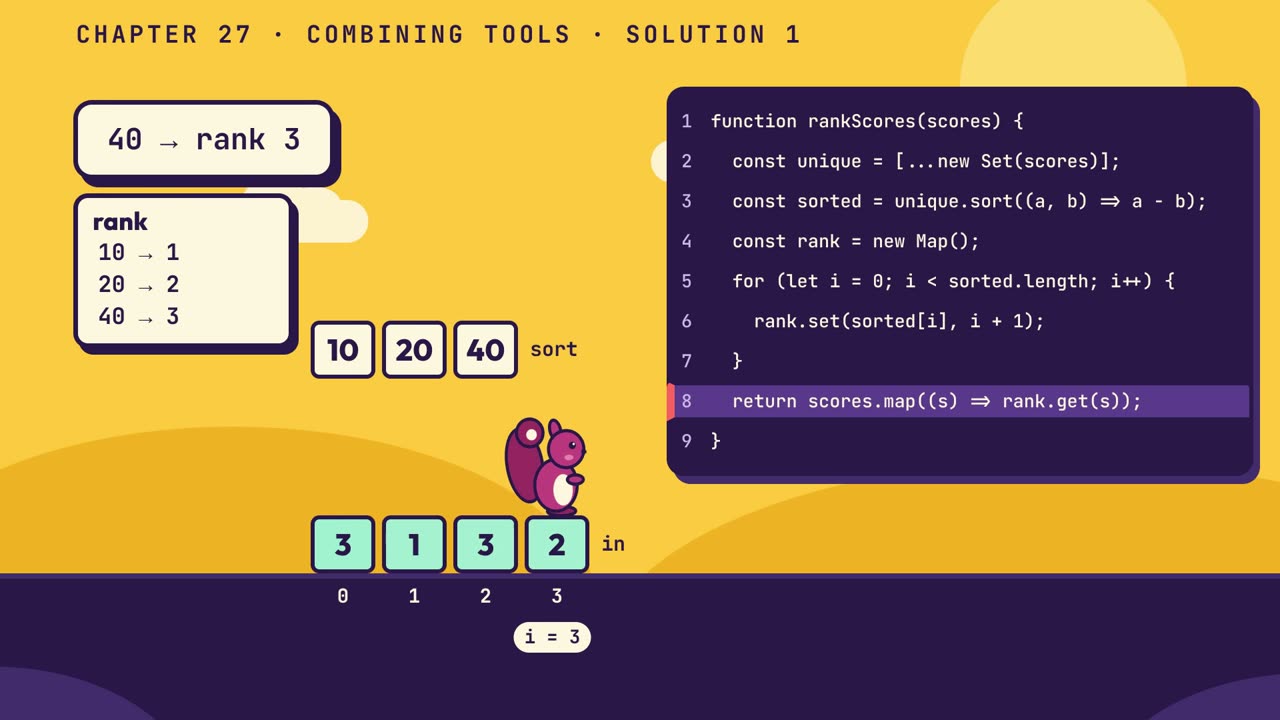 CHAPTER 27 · COMBINING TOOLS · SOLUTION 1
40 → rank 3
rank
10 → 1
20 → 2
40 → 3
10 20 40 sort
3 1 3 2 in
0 1 2 3
i = 3
1 function rankScores(scores) {
2 const unique = [...new Set(scores)];
3 const sorted = unique.sort((a, b) => a - b);
4 const rank = new Map();
5 for (let i = 0; i < sorted.length; i++) {
6 rank.set(sorted[i], i + 1);
7 }
8 return scores.map((s) => rank.get(s));
9 }